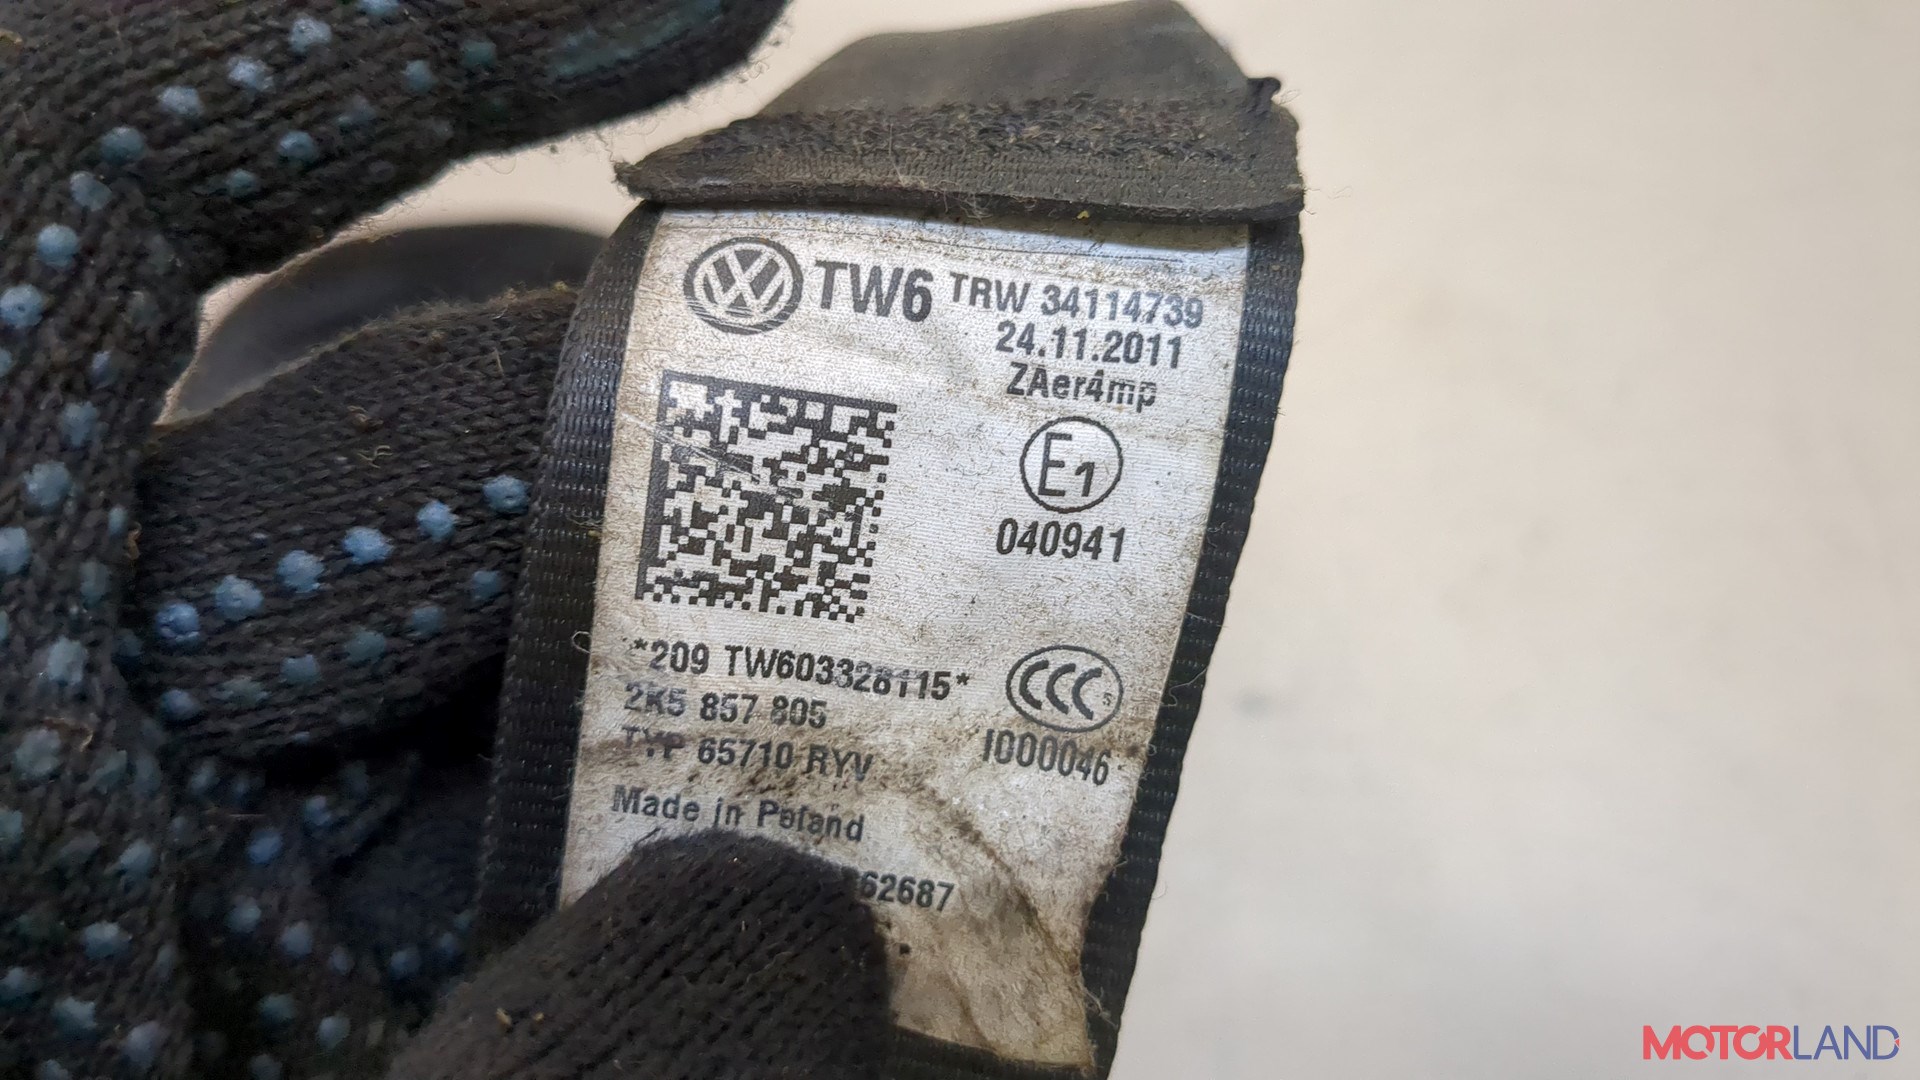 TW6 TRW 34114739
24.11.2011
ZAer4mp
E1
040941
*209 TW603328115*
2K5 857 805
TYP 65710 RYV
CCC S
I000046
Made in Poland
62687
MOTORLAND